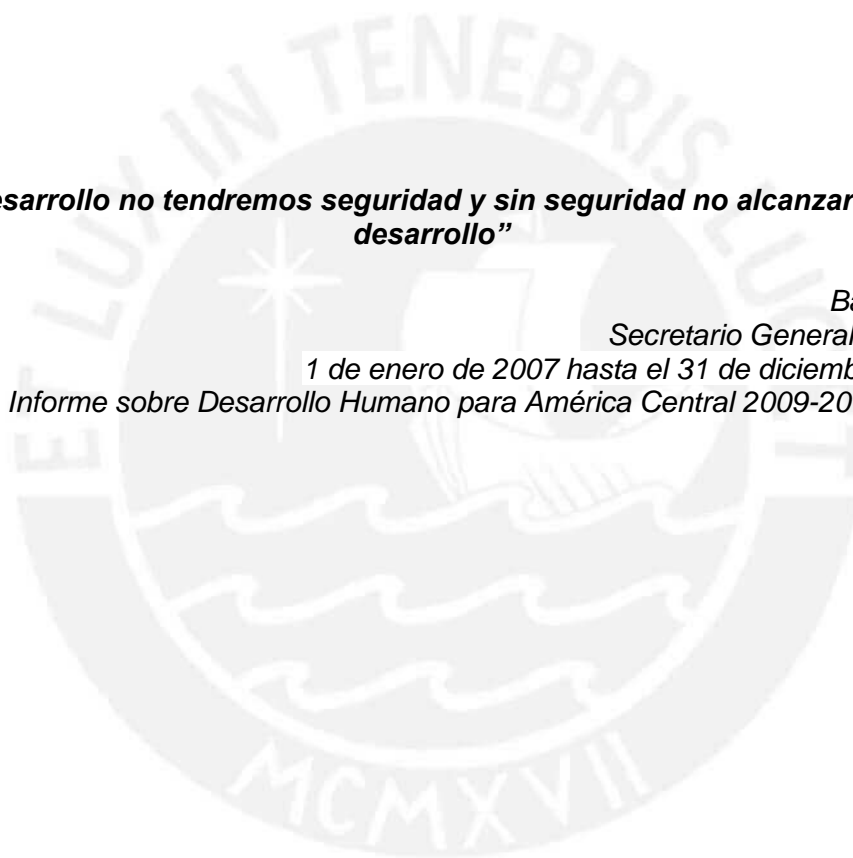 ET LUX IN TENEBRIS LUCET
esarrollo no tendremos seguridad y sin seguridad no alcanzar
desarrollo”
Ba
Secretario General
1 de enero de 2007 hasta el 31 de diciemb
Informe sobre Desarrollo Humano para América Central 2009-20
MCMXVII